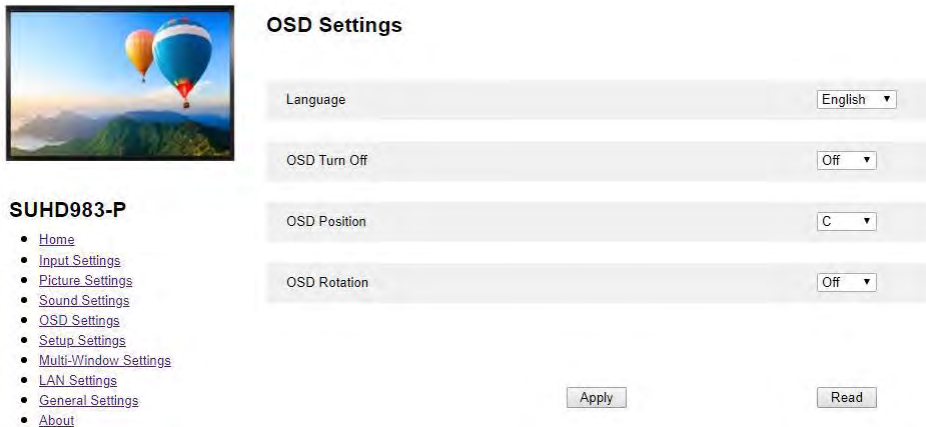 OSD Settings
Language English
OSD Turn Off Off
OSD Position C
OSD Rotation Off
Apply Read
SUHD983-P
Home
Input Settings
Picture Settings
Sound Settings
OSD Settings
Setup Settings
Multi-Window Settings
LAN Settings
General Settings
About